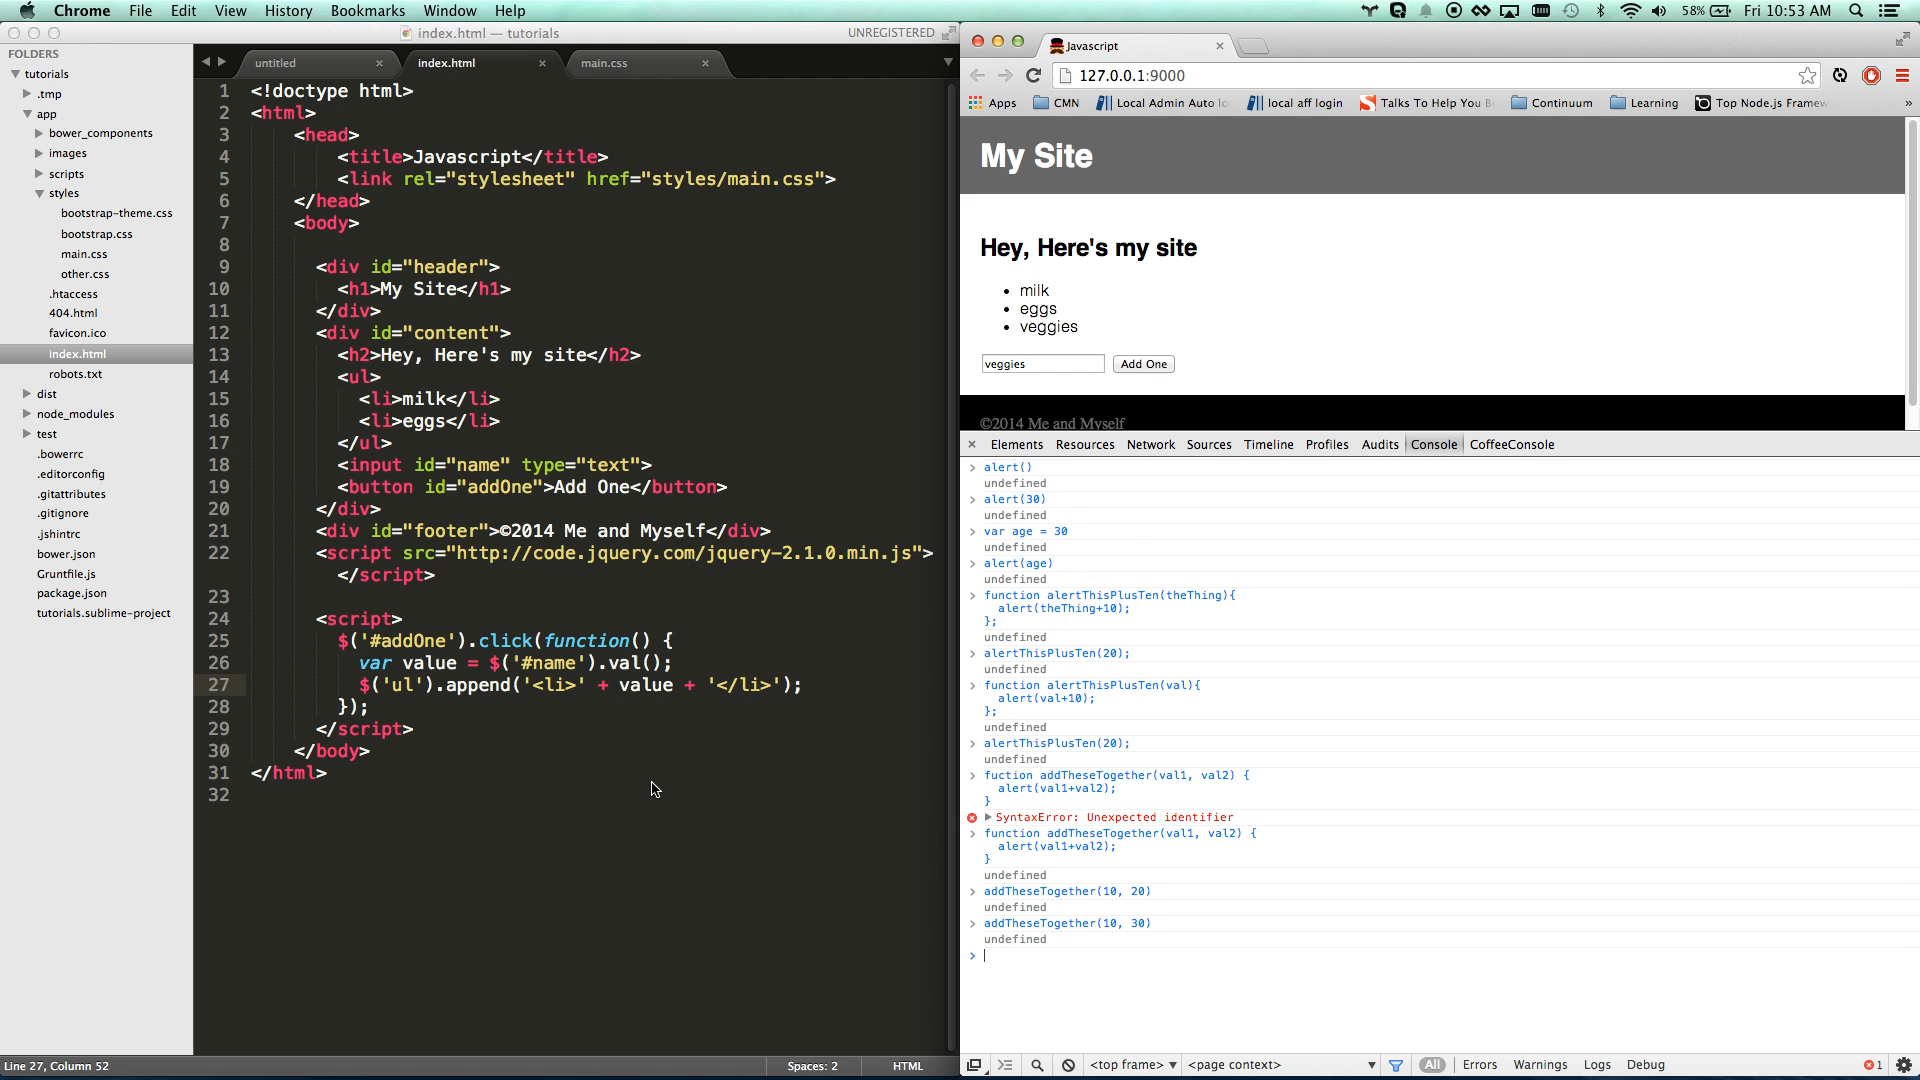 Chrome File Edit View History Bookmarks Window Help
58% Fri 10:53 AM
index.html — tutorials
UNREGISTERED
FOLDERS
tutorials
.tmp
app
bower_components
images
scripts
styles
bootstrap-theme.css
bootstrap.css
main.css
other.css
.htaccess
404.html
favicon.ico
index.html
robots.txt
dist
node_modules
test
.bowerrc
.editorconfig
.gitattributes
.gitignore
.jshintrc
bower.json
Gruntfile.js
package.json
tutorials.sublime-project
untitled × index.html × main.css ×
1 <!doctype html>
2 <html>
3 <head>
4 <title>Javascript</title>
5 <link rel="stylesheet" href="styles/main.css">
6 </head>
7 <body>
8
9 <div id="header">
10 <h1>My Site</h1>
11 </div>
12 <div id="content">
13 <h2>Hey, Here's my site</h2>
14 <ul>
15 <li>milk</li>
16 <li>eggs</li>
17 </ul>
18 <input id="name" type="text">
19 <button id="addOne">Add One</button>
20 </div>
21 <div id="footer">©2014 Me and Myself</div>
22 <script src="http://code.jquery.com/jquery-2.1.0.min.js">
</script>
23
24 <script>
25 $('#addOne').click(function() {
26 var value = $('#name').val();
27 $('ul').append('<li>' + value + '</li>');
28 });
29 </script>
30 </body>
31 </html>
32
Line 27, Column 52 Spaces: 2 HTML
Javascript ×
127.0.0.1:9000
Apps CMN Local Admin Auto lo local aff login Talks To Help You B Continuum Learning Top Node.js Framew »
My Site
Hey, Here's my site
• milk
• eggs
• veggies
veggies Add One
©2014 Me and Myself
× Elements Resources Network Sources Timeline Profiles Audits Console CoffeeConsole
> alert()
undefined
> alert(30)
undefined
> var age = 30
undefined
> alert(age)
undefined
> function alertThisPlusTen(theThing){
alert(theThing+10);
};
undefined
> alertThisPlusTen(20);
undefined
> function alertThisPlusTen(val){
alert(val+10);
};
undefined
> alertThisPlusTen(20);
undefined
> fuction addTheseTogether(val1, val2) {
alert(val1+val2);
}
SyntaxError: Unexpected identifier
> function addTheseTogether(val1, val2) {
alert(val1+val2);
}
undefined
> addTheseTogether(10, 20)
undefined
> addTheseTogether(10, 30)
undefined
>
<top frame> <page context> All Errors Warnings Logs Debug 1